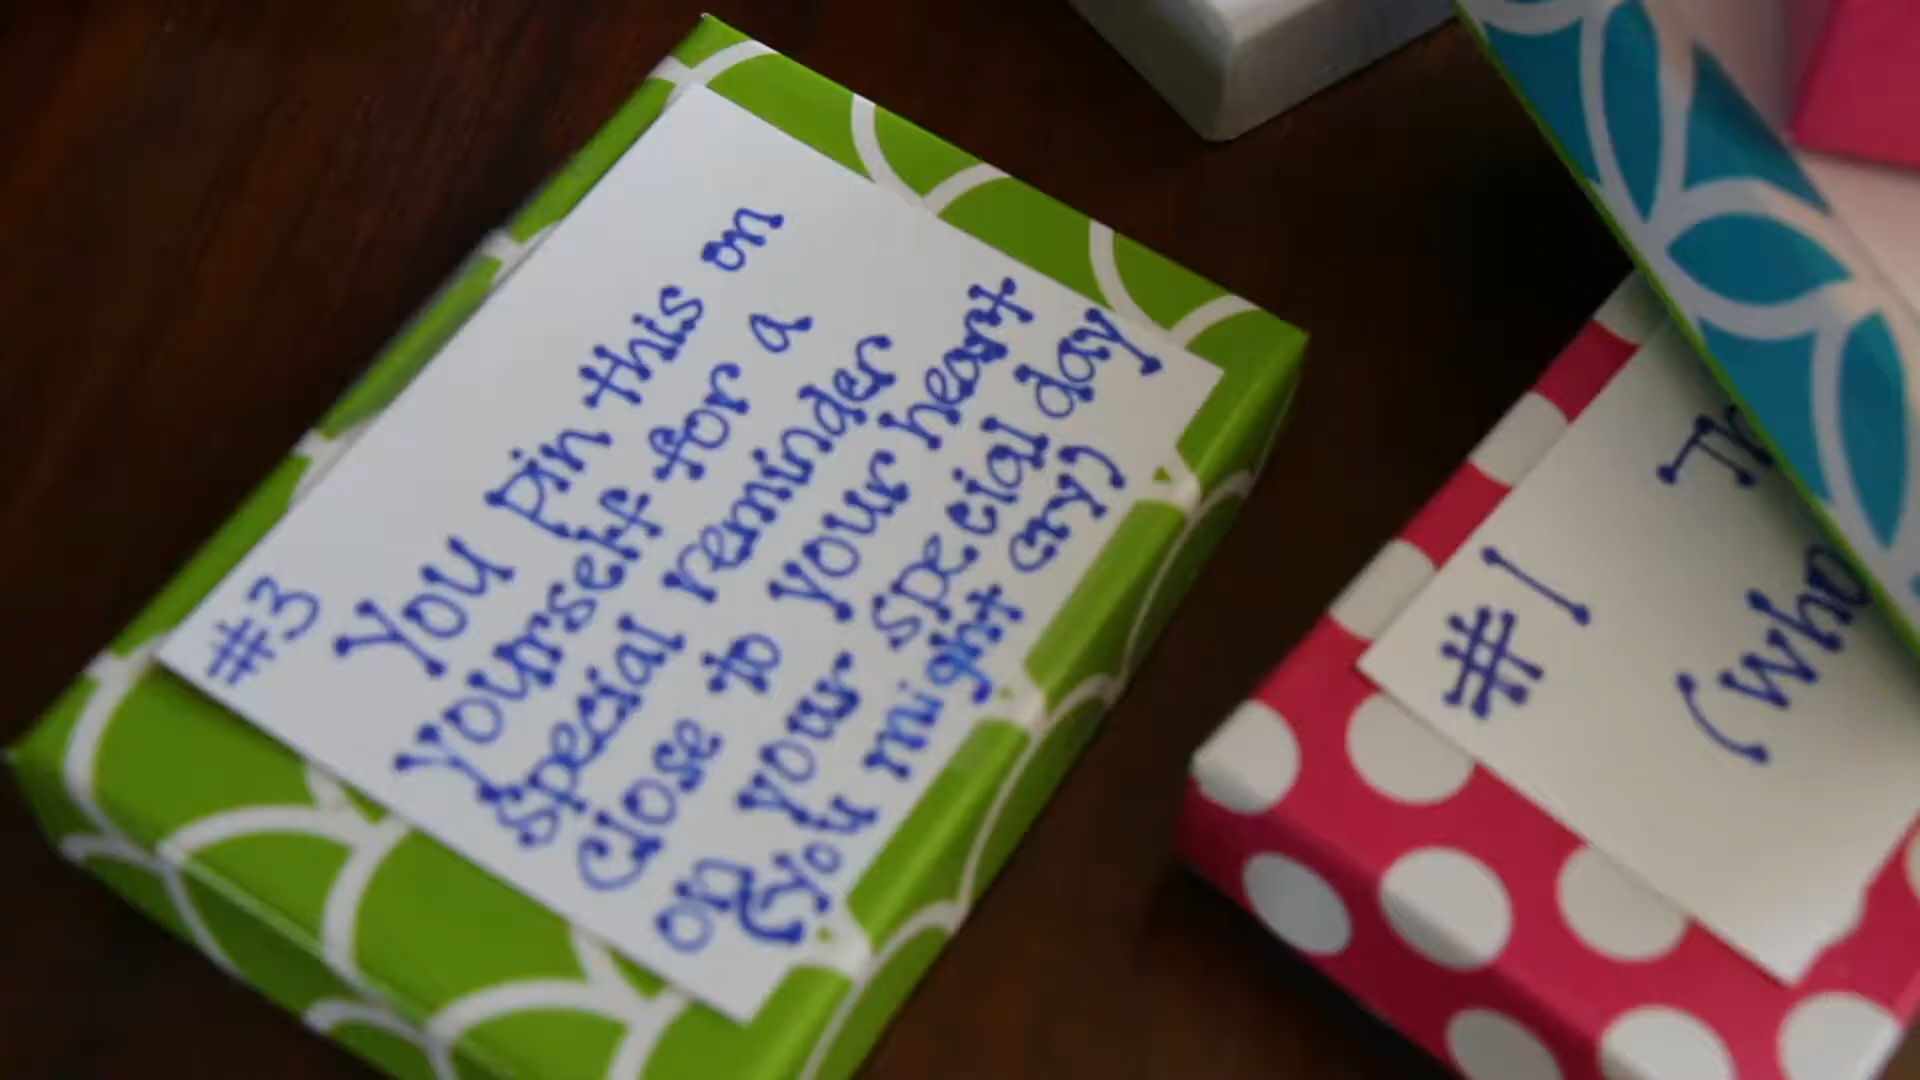 #3
You pin this on
yourself for a
special reminder
close to your heart
on your special day
(you might cry)
#1
(Who